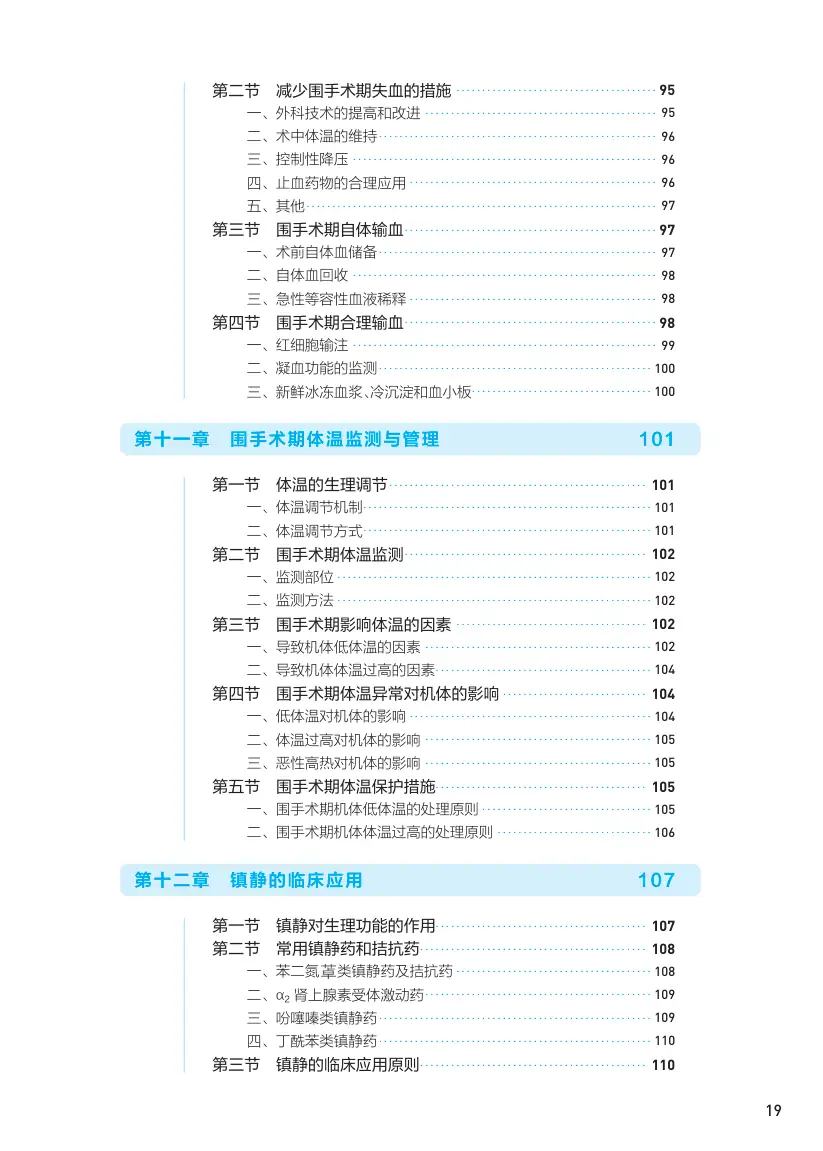 第二节 减少围手术期失血的措施 95
一、外科技术的提高和改进 95
二、术中体温的维持 96
三、控制性降压 96
四、止血药物的合理应用 96
五、其他 97
第三节 围手术期自体输血 97
一、术前自体血储备 97
二、自体血回收 98
三、急性等容性血液稀释 98
第四节 围手术期合理输血 98
一、红细胞输注 99
二、凝血功能的监测 100
三、新鲜冰冻血浆、冷沉淀和血小板 100
第十一章 围手术期体温监测与管理 101
第一节 体温的生理调节 101
一、体温调节机制 101
二、体温调节方式 101
第二节 围手术期体温监测 102
一、监测部位 102
二、监测方法 102
第三节 围手术期影响体温的因素 102
一、导致机体低体温的因素 102
二、导致机体体温过高的因素 104
第四节 围手术期体温异常对机体的影响 104
一、低体温对机体的影响 104
二、体温过高对机体的影响 105
三、恶性高热对机体的影响 105
第五节 围手术期体温保护措施 105
一、围手术期机体低体温的处理原则 105
二、围手术期机体体温过高的处理原则 106
第十二章 镇静的临床应用 107
第一节 镇静对生理功能的作用 107
第二节 常用镇静药和拮抗药 108
一、苯二氮䓬类镇静药及拮抗药 108
二、α₂ 肾上腺素受体激动药 109
三、吩噻嗪类镇静药 109
四、丁酰苯类镇静药 110
第三节 镇静的临床应用原则 110
19